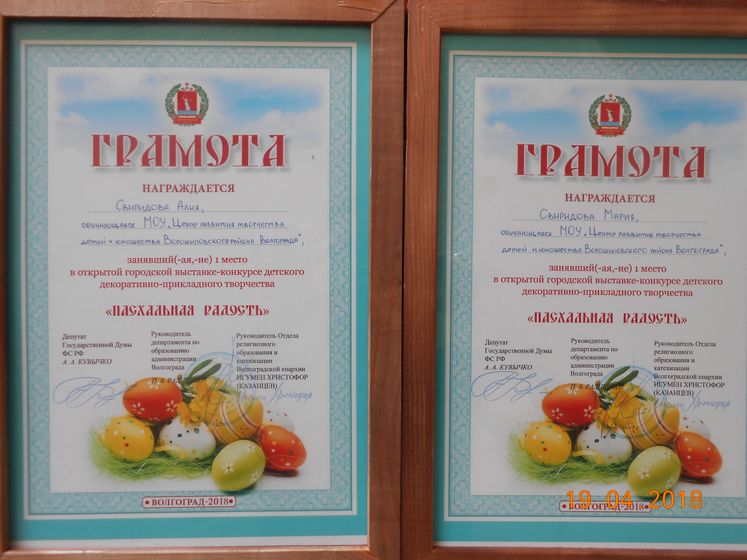 ГРАМОТА
НАГРАЖДАЕТСЯ
Свиридова Алия,
обучающаяся МОУ „Центр развития творчества
детей и юношества Ворошиловского района Волгограда",
занявший(-ая,-ие) 1 место
в открытой городской выставке-конкурсе детского
декоративно-прикладного творчества
«ПАСХАЛЬНАЯ РАДОСТЬ»
Депутат
Государственной Думы
ФС РФ
А. А. КУВЫЧКО
Руководитель
департамента по
образованию
администрации
Волгограда
Руководитель Отдела
религиозного
образования и
катехизации
Волгоградской епархии
ИГУМЕН ХРИСТОФОР
(КАЗАНЦЕВ)
ВОЛГОГРАД-2018
ГРАМОТА
НАГРАЖДАЕТСЯ
Свиридова Мария,
обучающаяся МОУ „Центр развития творчества
детей и юношества Ворошиловского района Волгограда",
занявший(-ая,-ие) 1 место
в открытой городской выставке-конкурсе детского
декоративно-прикладного творчества
«ПАСХАЛЬНАЯ РАДОСТЬ»
Депутат
Государственной Думы
ФС РФ
А. А. КУВЫЧКО
Руководитель
департамента по
образованию
администрации
Волгограда
Руководитель Отдела
религиозного
образования и
катехизации
Волгоградской епархии
ИГУМЕН ХРИСТОФОР
(КАЗАНЦЕВ)
ВОЛГОГРАД-2018
19.04.2018